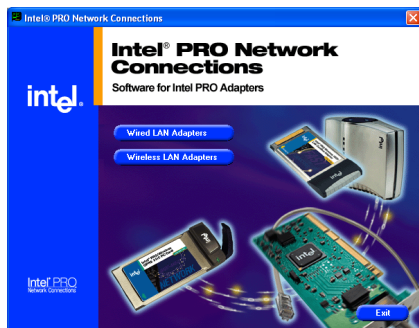 Intel® PRO Network Connections
Intel® PRO Network
Connections
Software for Intel PRO Adapters
intel.
Wired LAN Adapters
Wireless LAN Adapters
intel
Intel® PRO
Network Connections
Exit